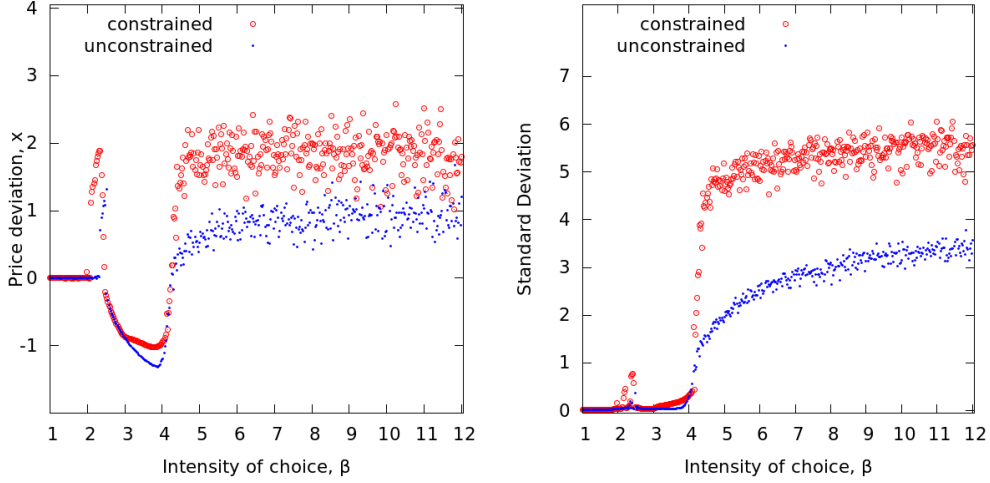 4
constrained
unconstrained
3
2
1
0
-1
Price deviation, x
1 2 3 4 5 6 7 8 9 10 11 12
Intensity of choice, β
constrained
unconstrained
7
6
5
4
3
2
1
0
Standard Deviation
1 2 3 4 5 6 7 8 9 10 11 12
Intensity of choice, β